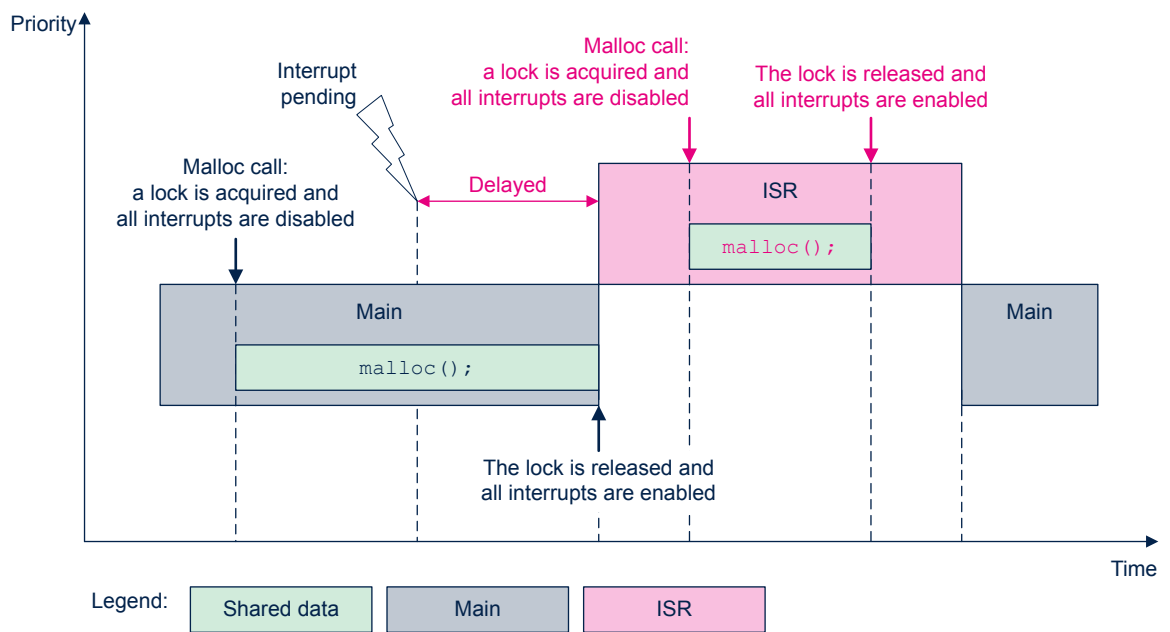 Priority
Interrupt
pending
Malloc call:
a lock is acquired and
all interrupts are disabled
The lock is released and
all interrupts are enabled
Malloc call:
a lock is acquired and
all interrupts are disabled
Delayed
ISR
malloc();
Main
malloc();
Main
The lock is released and
all interrupts are enabled
Time
Legend:
Shared data
Main
ISR